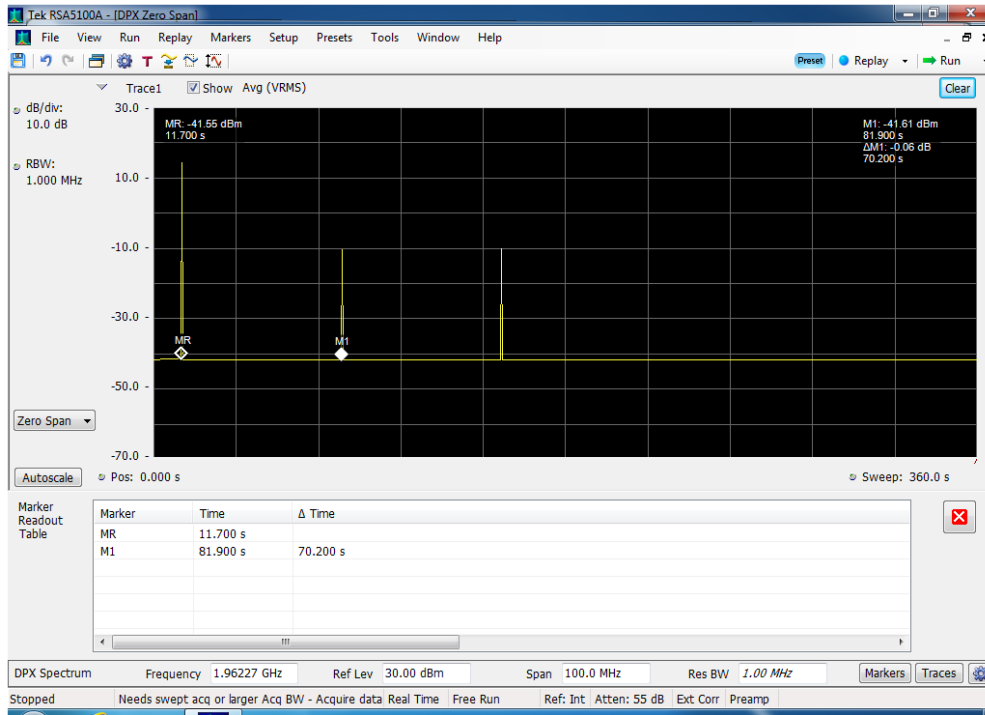 Tek RSA5100A - [DPX Zero Span]
File View Run Replay Markers Setup Presets Tools Window Help
T Preset Replay Run
Trace1 Show Avg (VRMS) Clear
dB/div:
10.0 dB
RBW:
1.000 MHz
30.0 -
10.0 -
-10.0 -
-30.0 -
-50.0 -
-70.0 -
MR: -41.55 dBm
11.700 s
M1: -41.61 dBm
81.900 s
ΔM1: -0.06 dB
70.200 s
MR
M1
Zero Span
Autoscale Pos: 0.000 s Sweep: 360.0 s
Marker
Readout
Table
Marker Time Δ Time
MR 11.700 s
M1 81.900 s 70.200 s
DPX Spectrum Frequency 1.96227 GHz Ref Lev 30.00 dBm Span 100.0 MHz Res BW 1.00 MHz Markers Traces
Stopped Needs swept acq or larger Acq BW - Acquire data Real Time Free Run Ref: Int Atten: 55 dB Ext Corr Preamp